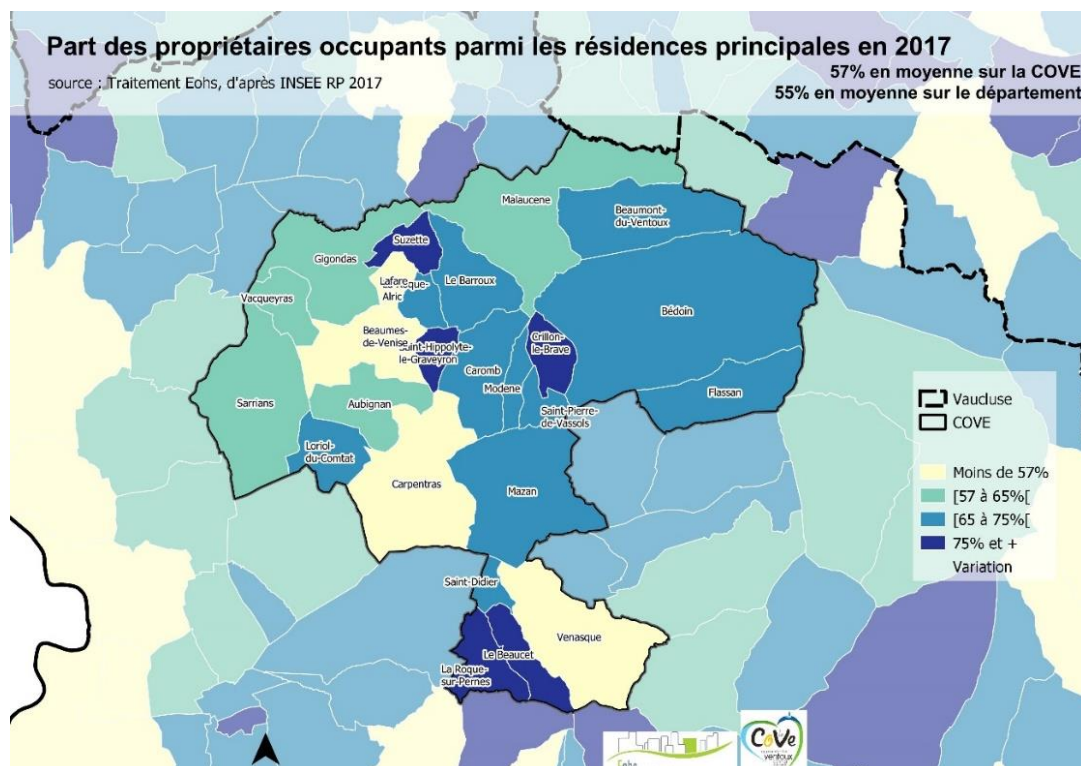 Part des propriétaires occupants parmi les résidences principales en 2017
source : Traitement Eohs, d'après INSEE RP 2017
57% en moyenne sur la COVE
55% en moyenne sur le département
Malaucene
Beaumont-
du-Ventoux
Suzette
Gigondas
Le Barroux
Lafare
Roque-
Alric
Vacqueyras
Bédoin
Beaumes-
de-Venise
Saint-Hippolyte-
le-Graveyron
Crillon-
le-Brave
Caromb
Modene
Flassan
Sarrians
Aubignan
Saint-Pierre-
de-Vassols
Loriol-
du-Comtat
Carpentras
Mazan
Saint-Didier
Venasque
Le Beaucet
La Roque-
sur-Pernes
Vaucluse
COVE
Moins de 57%
[57 à 65%[
[65 à 75%[
75% et +
Variation
CoVe
ventoux